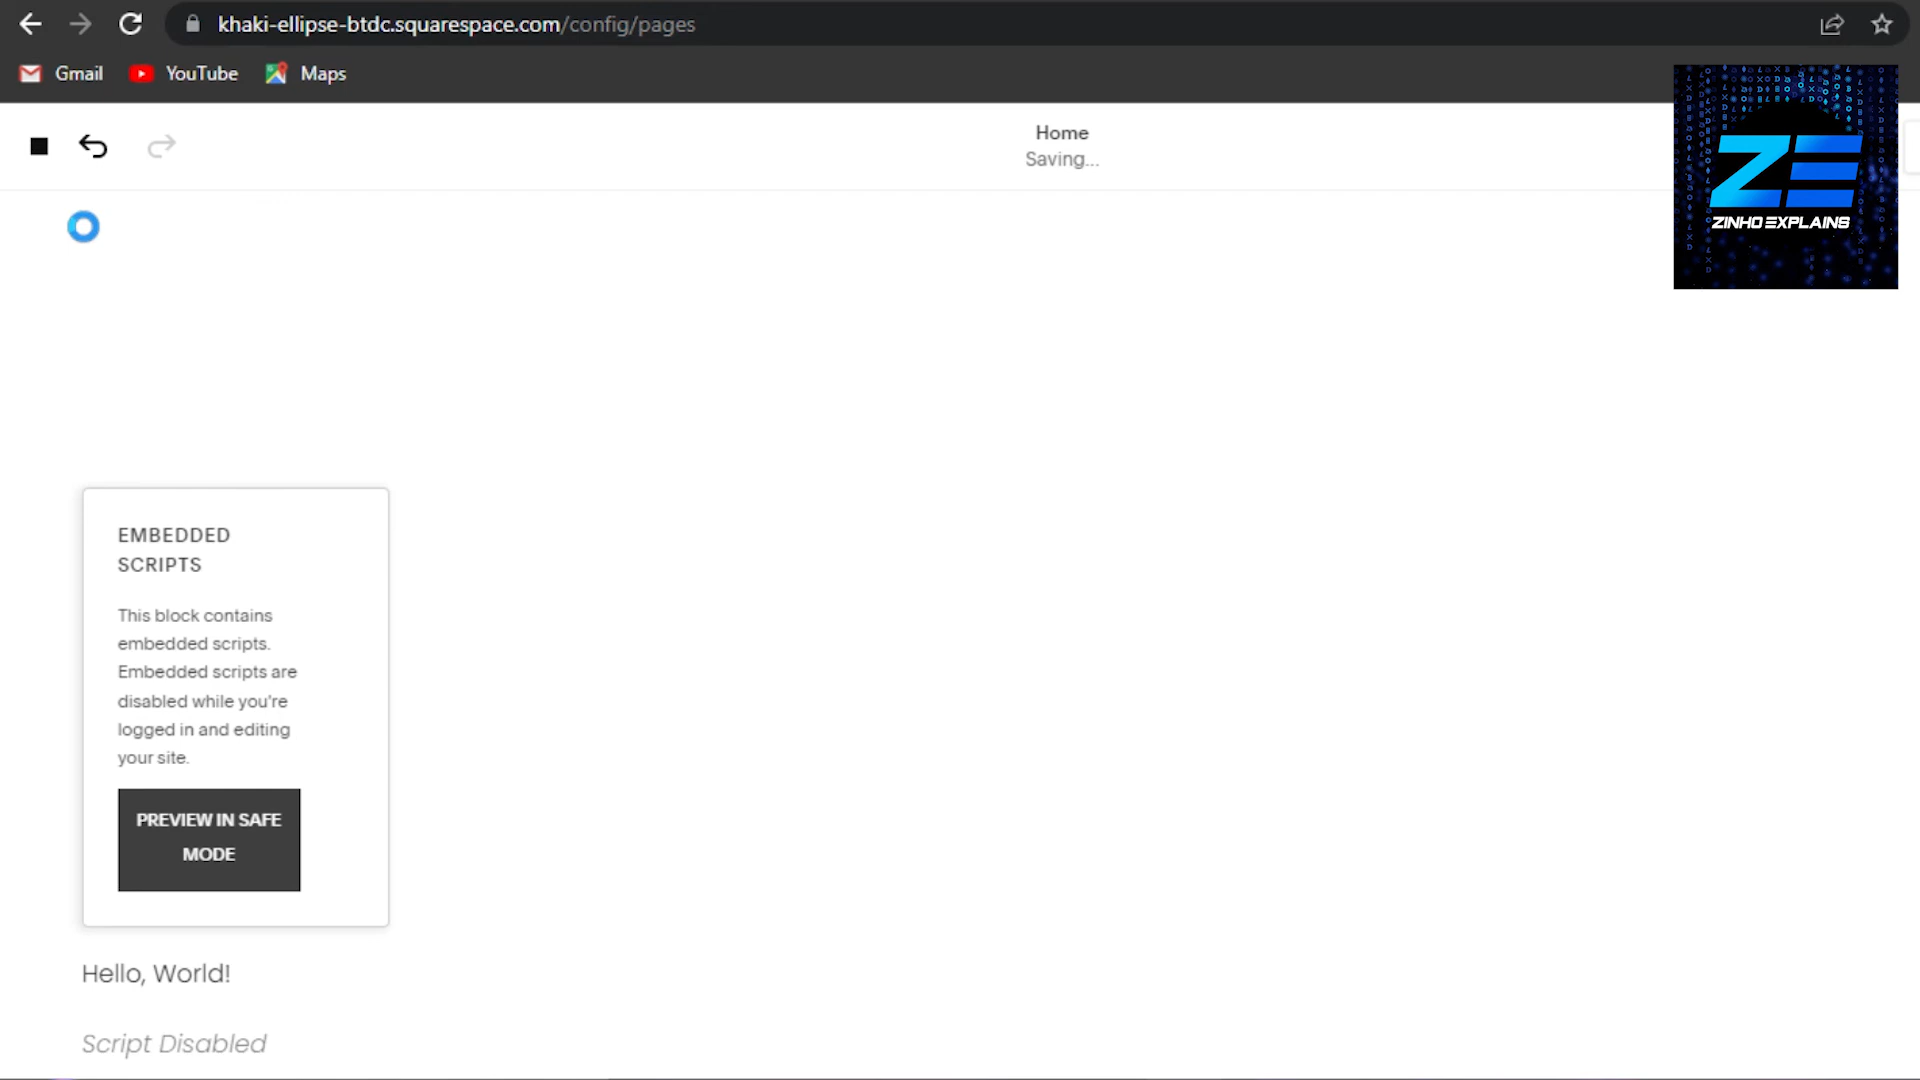 khaki-ellipse-btdc.squarespace.com/config/pages
Gmail YouTube Maps
Home
Saving...
ZE
ZINHO EXPLAINS
EMBEDDED
SCRIPTS
This block contains
embedded scripts.
Embedded scripts are
disabled while you're
logged in and editing
your site.
PREVIEW IN SAFE
MODE
Hello, World!
Script Disabled